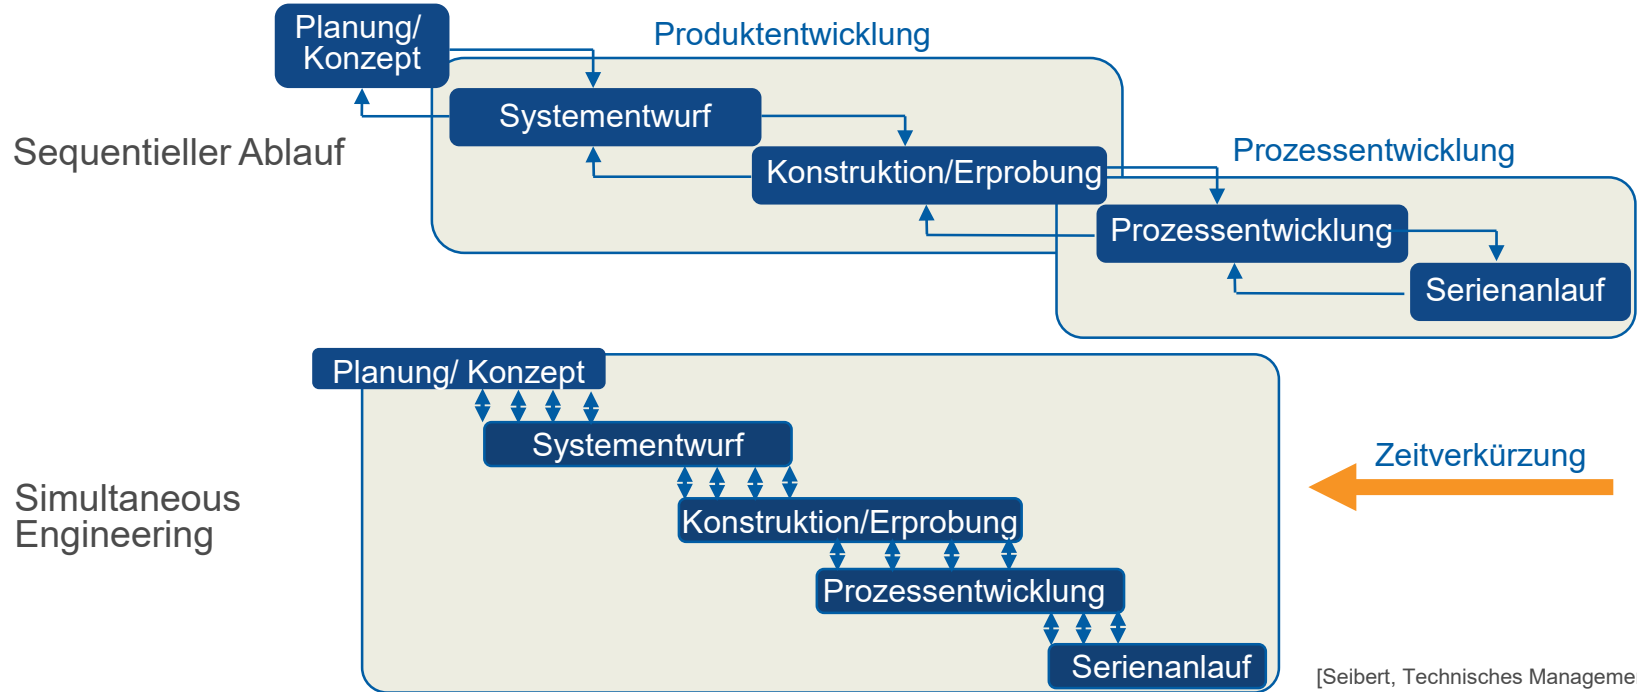 Planung/
Konzept
Produktentwicklung
Systementwurf
Sequentieller Ablauf
Konstruktion/Erprobung
Prozessentwicklung
Prozessentwicklung
Serienanlauf
Planung/ Konzept
Systementwurf
Zeitverkürzung
Simultaneous
Engineering
Konstruktion/Erprobung
Prozessentwicklung
Serienanlauf
[Seibert, Technisches Manageme